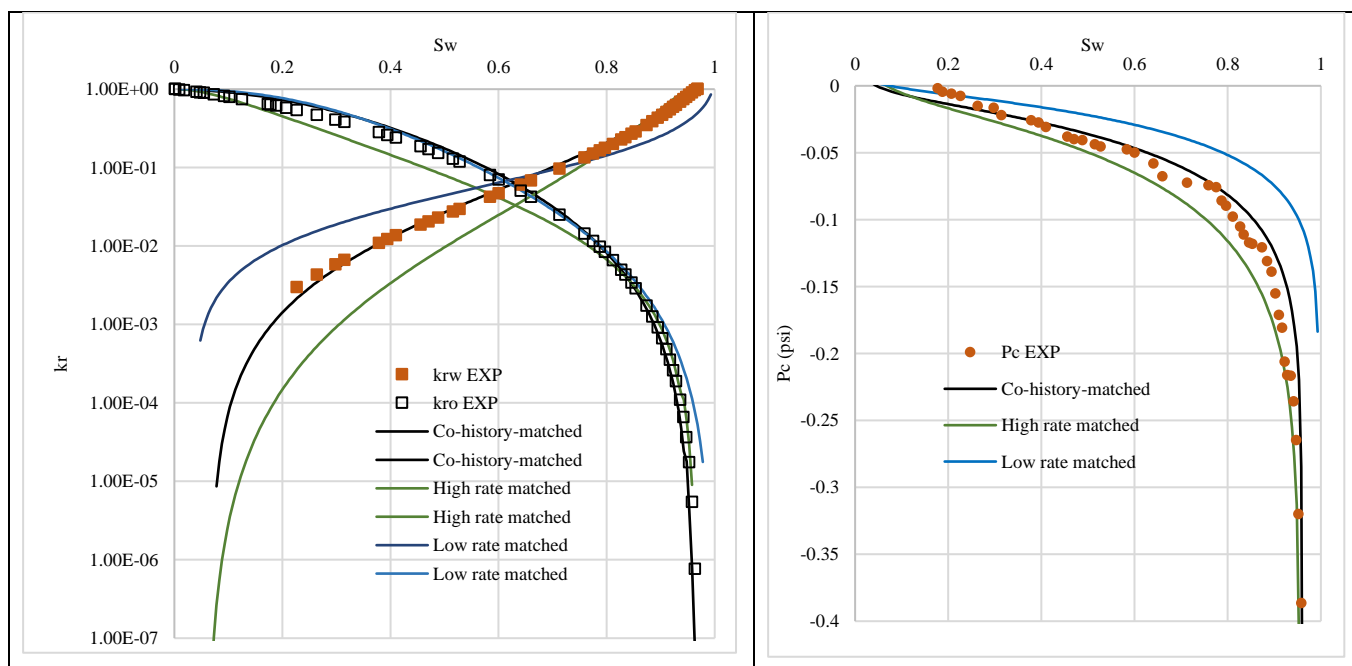 Sw
0 0.2 0.4 0.6 0.8 1
1.00E+00
1.00E-01
1.00E-02
1.00E-03
1.00E-04
1.00E-05
1.00E-06
1.00E-07
kr
krw EXP
kro EXP
Co-history-matched
Co-history-matched
High rate matched
High rate matched
Low rate matched
Low rate matched
Sw
0 0.2 0.4 0.6 0.8 1
0
-0.05
-0.1
-0.15
-0.2
-0.25
-0.3
-0.35
-0.4
Pc (psi)
Pc EXP
Co-history-matched
High rate matched
Low rate matched